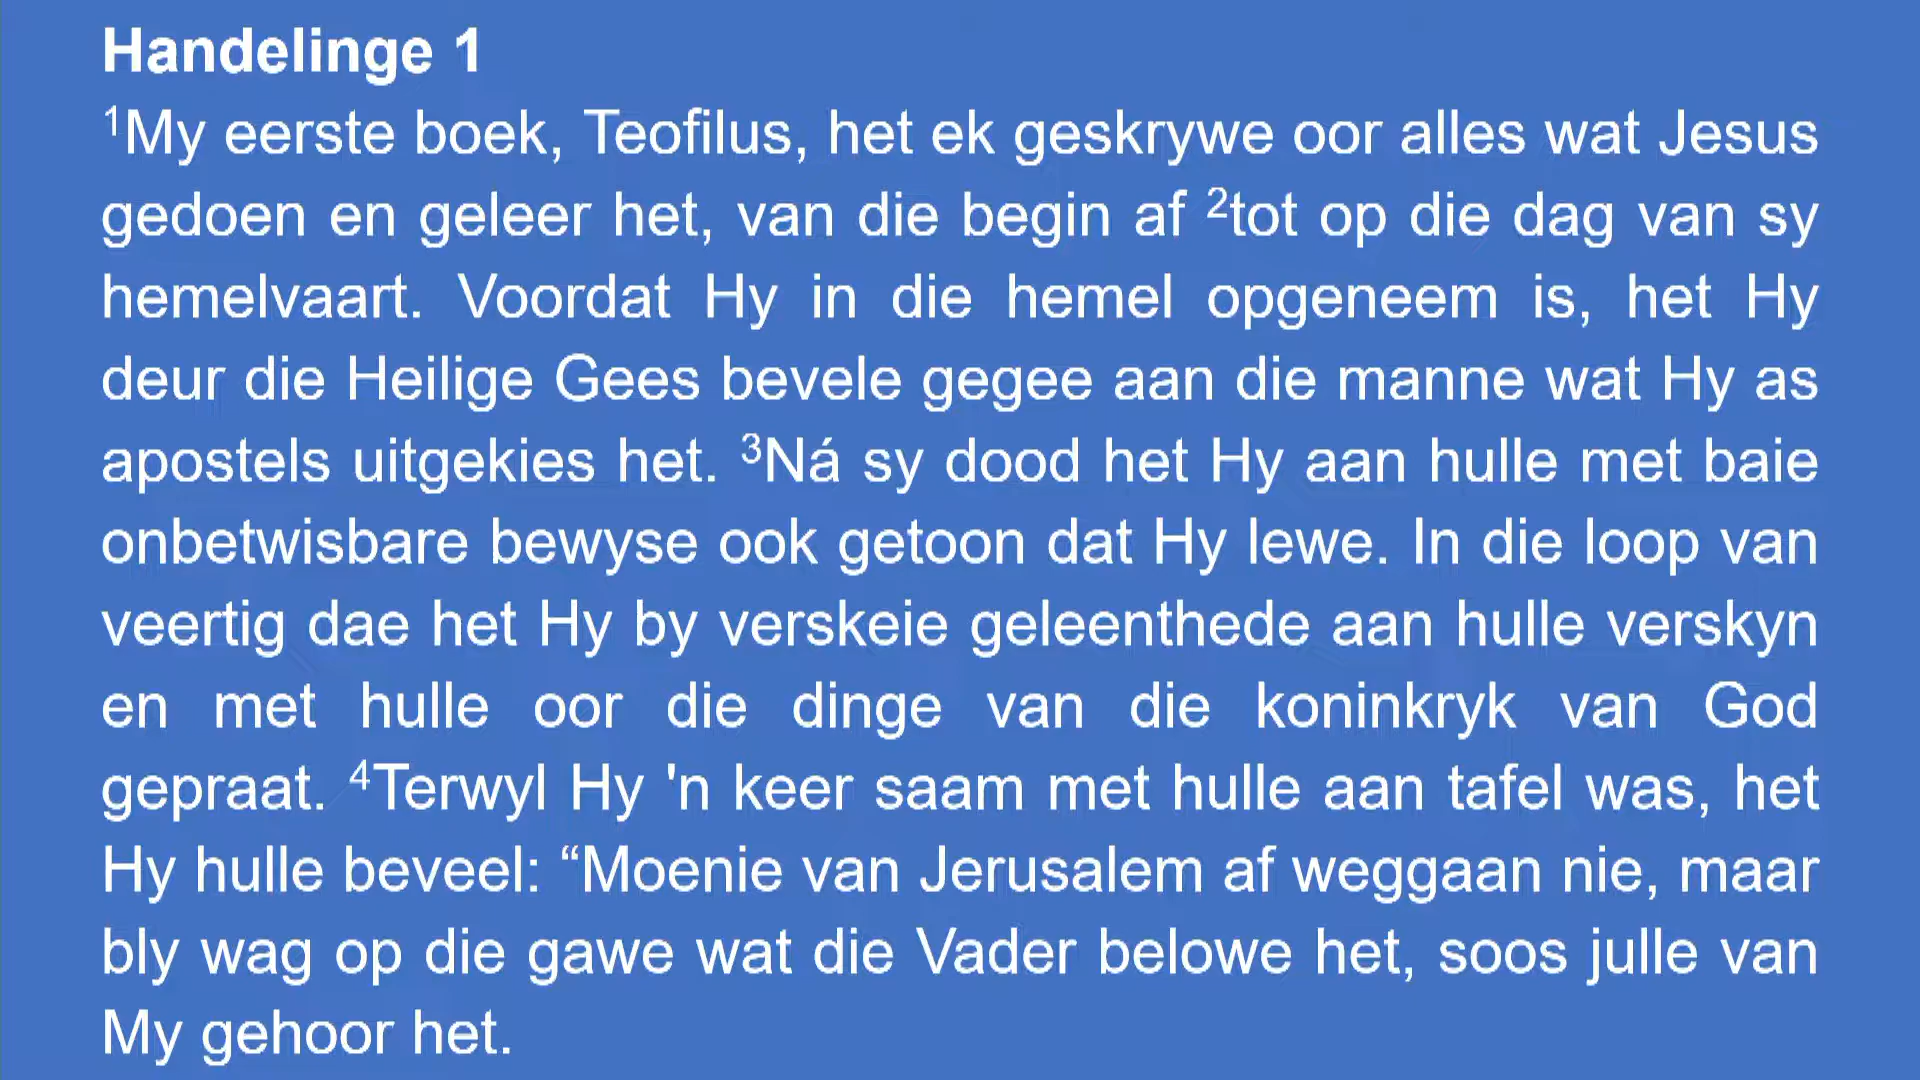 Handelinge 1
¹My eerste boek, Teofilus, het ek geskrywe oor alles wat Jesus
gedoen en geleer het, van die begin af ²tot op die dag van sy
hemelvaart. Voordat Hy in die hemel opgeneem is, het Hy
deur die Heilige Gees bevele gegee aan die manne wat Hy as
apostels uitgekies het. ³Ná sy dood het Hy aan hulle met baie
onbetwisbare bewyse ook getoon dat Hy lewe. In die loop van
veertig dae het Hy by verskeie geleenthede aan hulle verskyn
en met hulle oor die dinge van die koninkryk van God
gepraat. ⁴Terwyl Hy 'n keer saam met hulle aan tafel was, het
Hy hulle beveel: “Moenie van Jerusalem af weggaan nie, maar
bly wag op die gawe wat die Vader belowe het, soos julle van
My gehoor het.